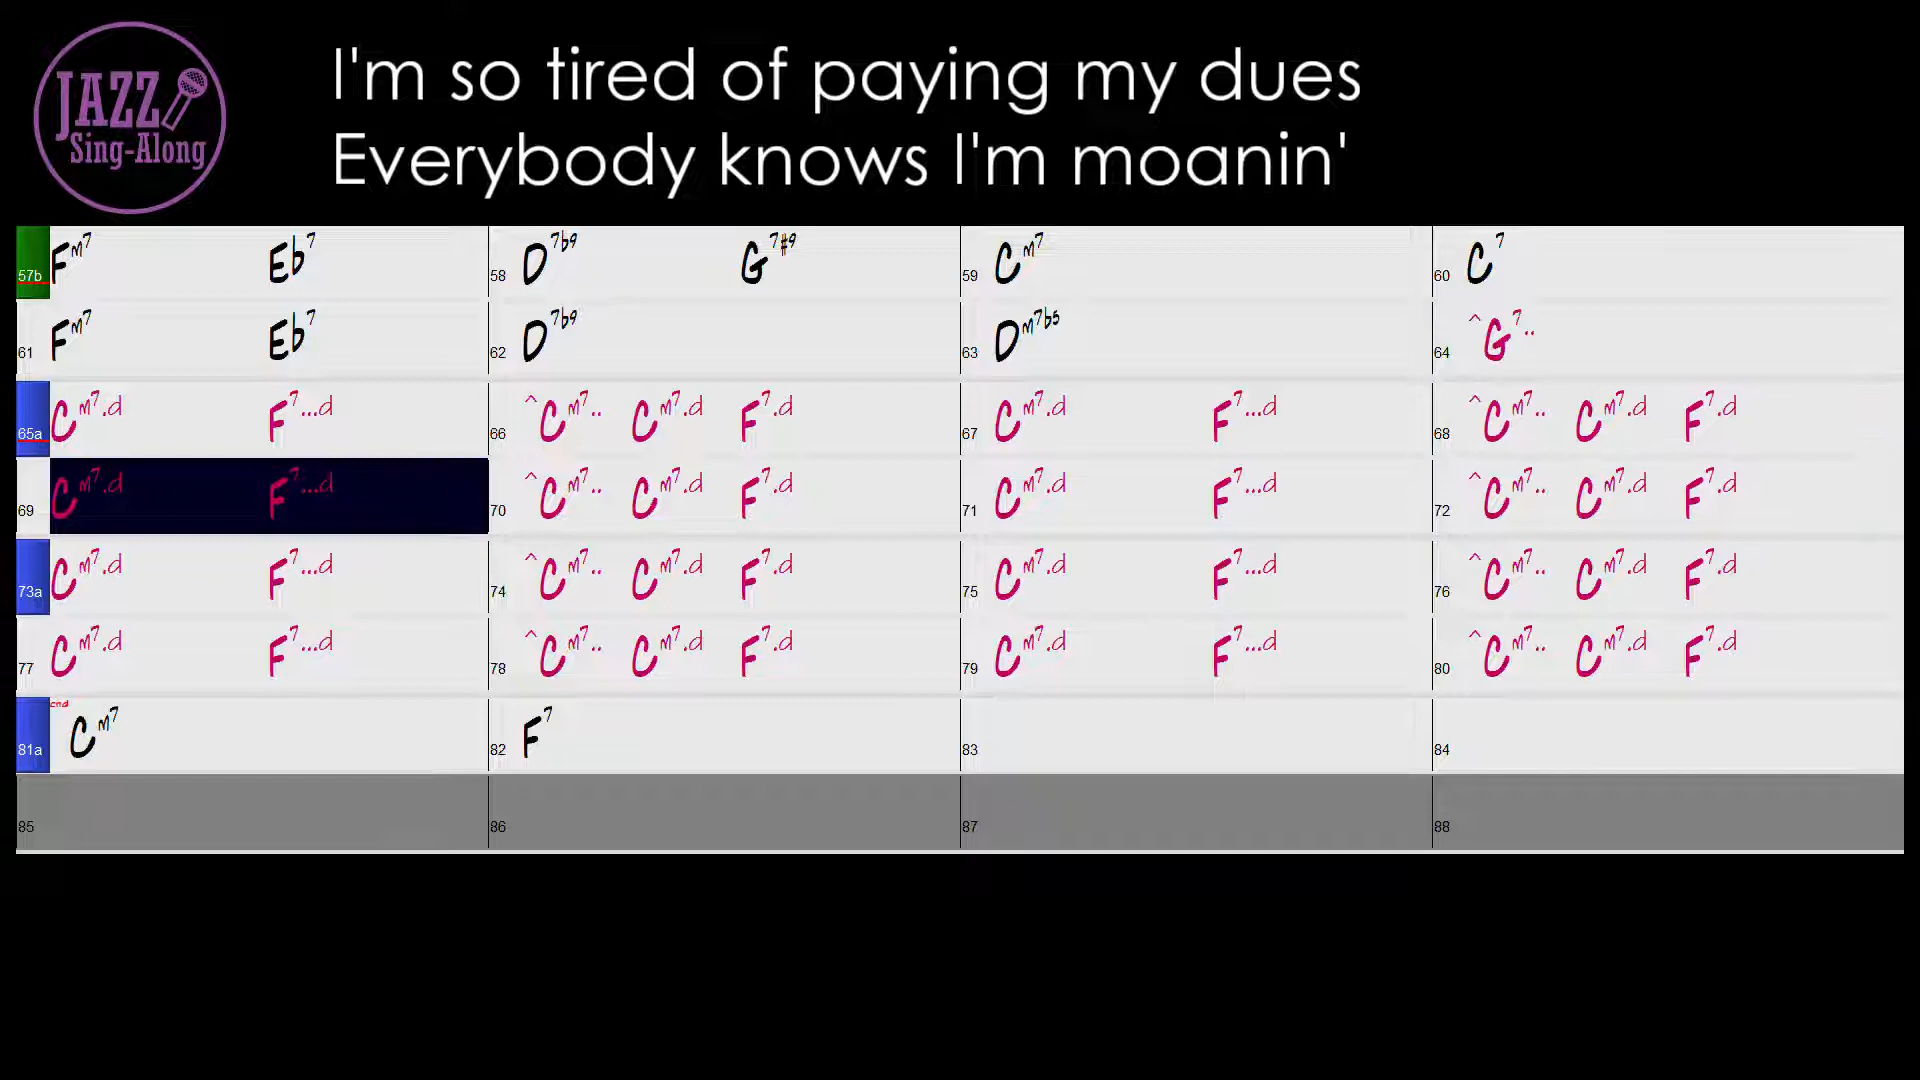 JAZZ
Sing-Along
I'm so tired of paying my dues
Everybody knows I'm moanin'
57b Fm7 Eb7 58 D7b9 G7#9 59 Cm7 60 C7
61 Fm7 Eb7 62 D7b9 63 Dm7b5 64 ^G7..
65a Cm7.d F7...d 66 ^Cm7.. Cm7.d F7.d 67 Cm7.d F7...d 68 ^Cm7.. Cm7.d F7.d
69 Cm7.d F7...d 70 ^Cm7.. Cm7.d F7.d 71 Cm7.d F7...d 72 ^Cm7.. Cm7.d F7.d
73a Cm7.d F7...d 74 ^Cm7.. Cm7.d F7.d 75 Cm7.d F7...d 76 ^Cm7.. Cm7.d F7.d
77 Cm7.d F7...d 78 ^Cm7.. Cm7.d F7.d 79 Cm7.d F7...d 80 ^Cm7.. Cm7.d F7.d
end
81a Cm7 82 F7 83 84
85 86 87 88